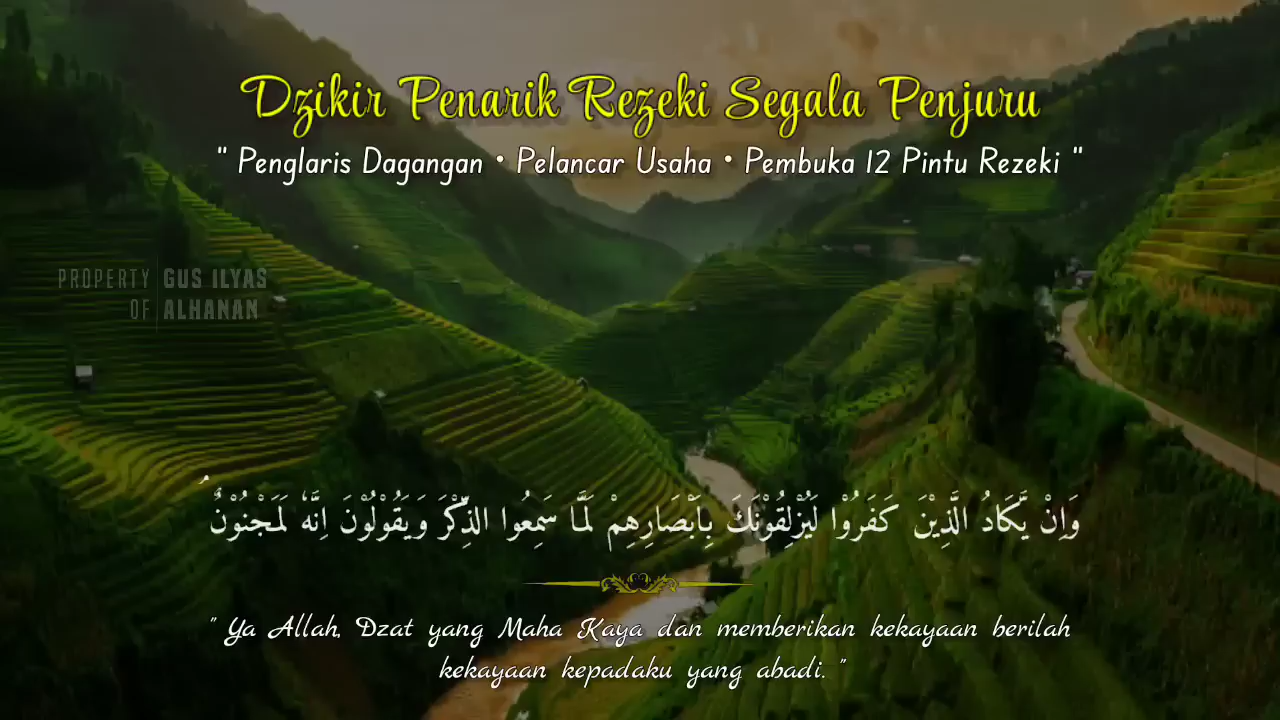 Dzikir Penarik Rezeki Segala Penjuru
" Penglaris Dagangan • Pelancar Usaha • Pembuka 12 Pintu Rezeki "
PROPERTY OF | GUS ILYAS ALHANAN
وَاِنْ يَّكَادُ الَّذِيْنَ كَفَرُوْا لَيُزْلِقُوْنَكَ بِاَبْصَارِهِمْ لَمَّا سَمِعُوا الذِّكْرَ وَيَقُوْلُوْنَ اِنَّهٗ لَمَجْنُوْنٌ ۘ
" Ya Allah, Dzat yang Maha Kaya dan memberikan kekayaan berilah
kekayaan kepadaku yang abadi. "